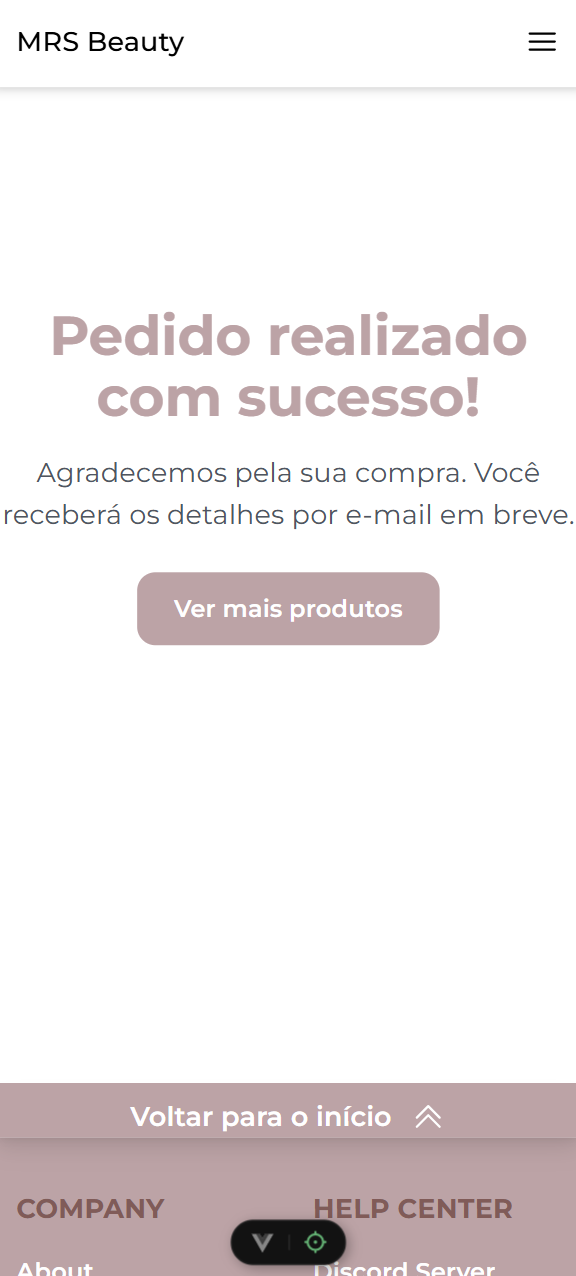 MRS Beauty
Pedido realizado
com sucesso!
Agradecemos pela sua compra. Você
receberá os detalhes por e-mail em breve.
Ver mais produtos
Voltar para o início
COMPANY
HELP CENTER
About
Discord Server